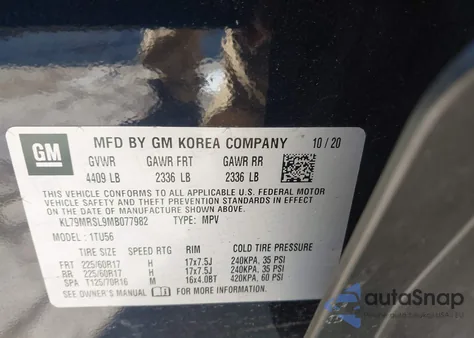 GM
MFD BY GM KOREA COMPANY 10/20
GVWR GAWR FRT GAWR RR
4409 LB 2336 LB 2336 LB
THIS VEHICLE CONFORMS TO ALL APPLICABLE U.S. FEDERAL MOTOR
VEHICLE SAFETY AND THEFT PREVENTION STANDARDS IN EFFECT ON
THE DATE OF MANUFACTURE SHOWN ABOVE.
KL79MRSL9MB077982 TYPE: MPV
MODEL: 1TU56
TIRE SIZE SPEED RTG RIM COLD TIRE PRESSURE
FRT 225/60R17 H 17x7.5J 240KPA, 35 PSI
RR 225/60R17 H 17x7.5J 240KPA, 35 PSI
SPA T125/70R16 M 16x4.0BT 420KPA, 60 PSI
SEE OWNER'S MANUAL FOR MORE INFORMATION.
autoSnap